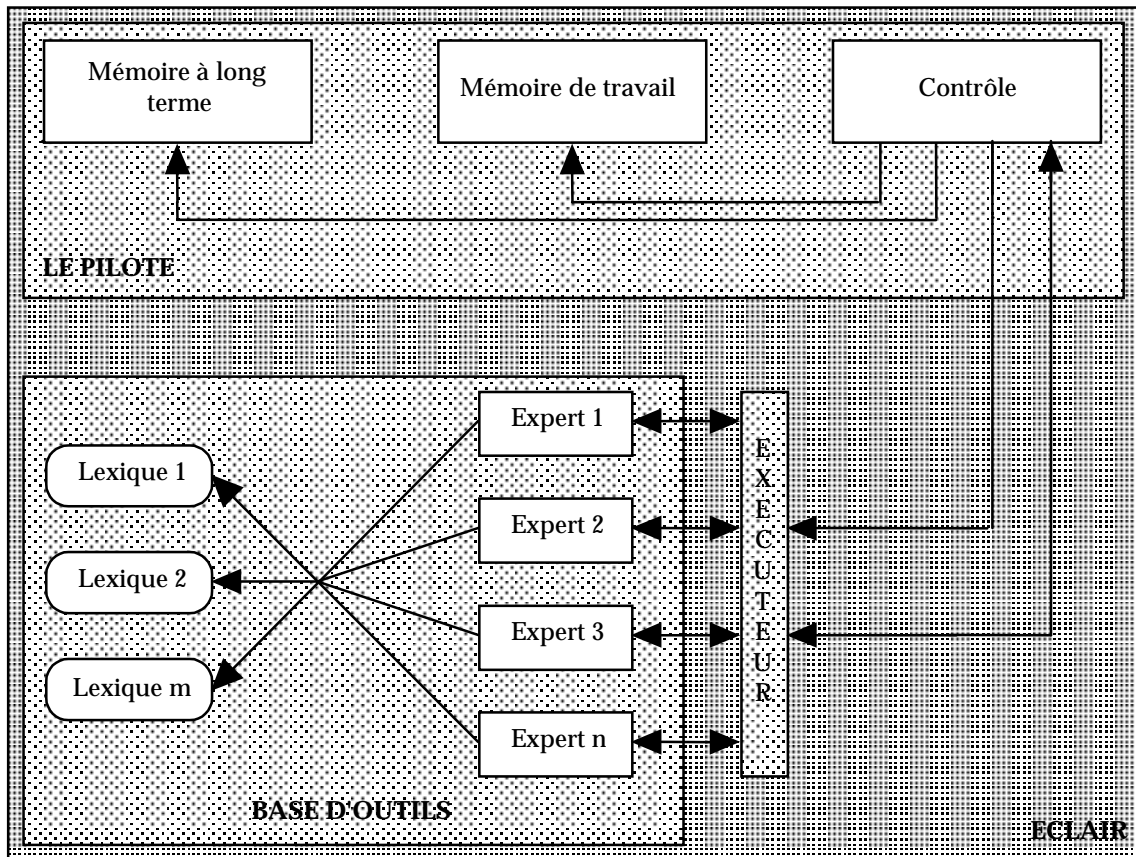 Mémoire à long
terme
Mémoire de travail
Contrôle
LE PILOTE
Lexique 1
Lexique 2
Lexique m
Expert 1
Expert 2
Expert 3
Expert n
EXECUTEUR
BASE D'OUTILS
ECLAIR